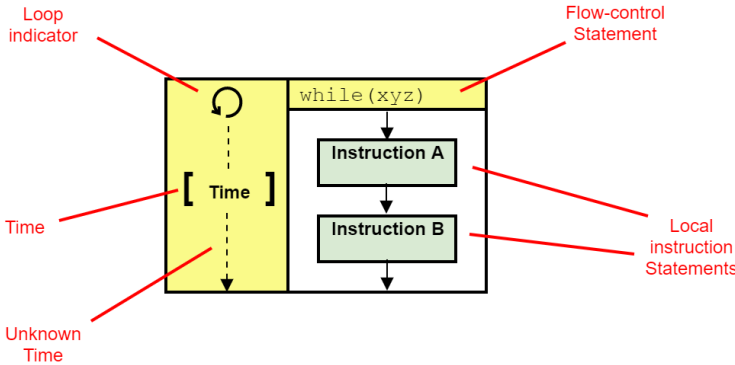 Loop
indicator
Flow-control
Statement
while(xyz)
Instruction A
[ Time ]
Instruction B
Time
Local
instruction
Statements
Unknown
Time